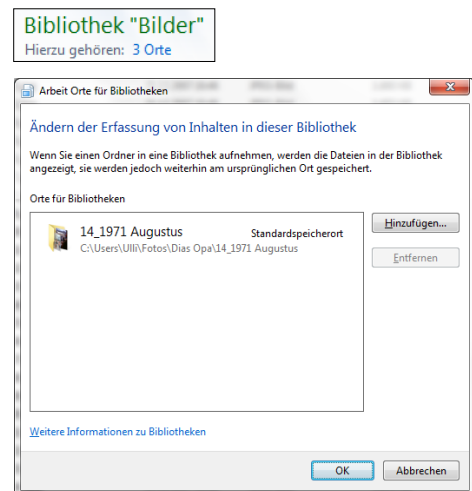 Bibliothek "Bilder"
Hierzu gehören: 3 Orte
Arbeit Orte für Bibliotheken
Ändern der Erfassung von Inhalten in dieser Bibliothek
Wenn Sie einen Ordner in eine Bibliothek aufnehmen, werden die Dateien in der Bibliothek
angezeigt, sie werden jedoch weiterhin am ursprünglichen Ort gespeichert.
Orte für Bibliotheken
14_1971 Augustus Standardspeicherort
C:\Users\Ulli\Fotos\Dias Opa\14_1971 Augustus
Hinzufügen...
Entfernen
Weitere Informationen zu Bibliotheken
OK Abbrechen